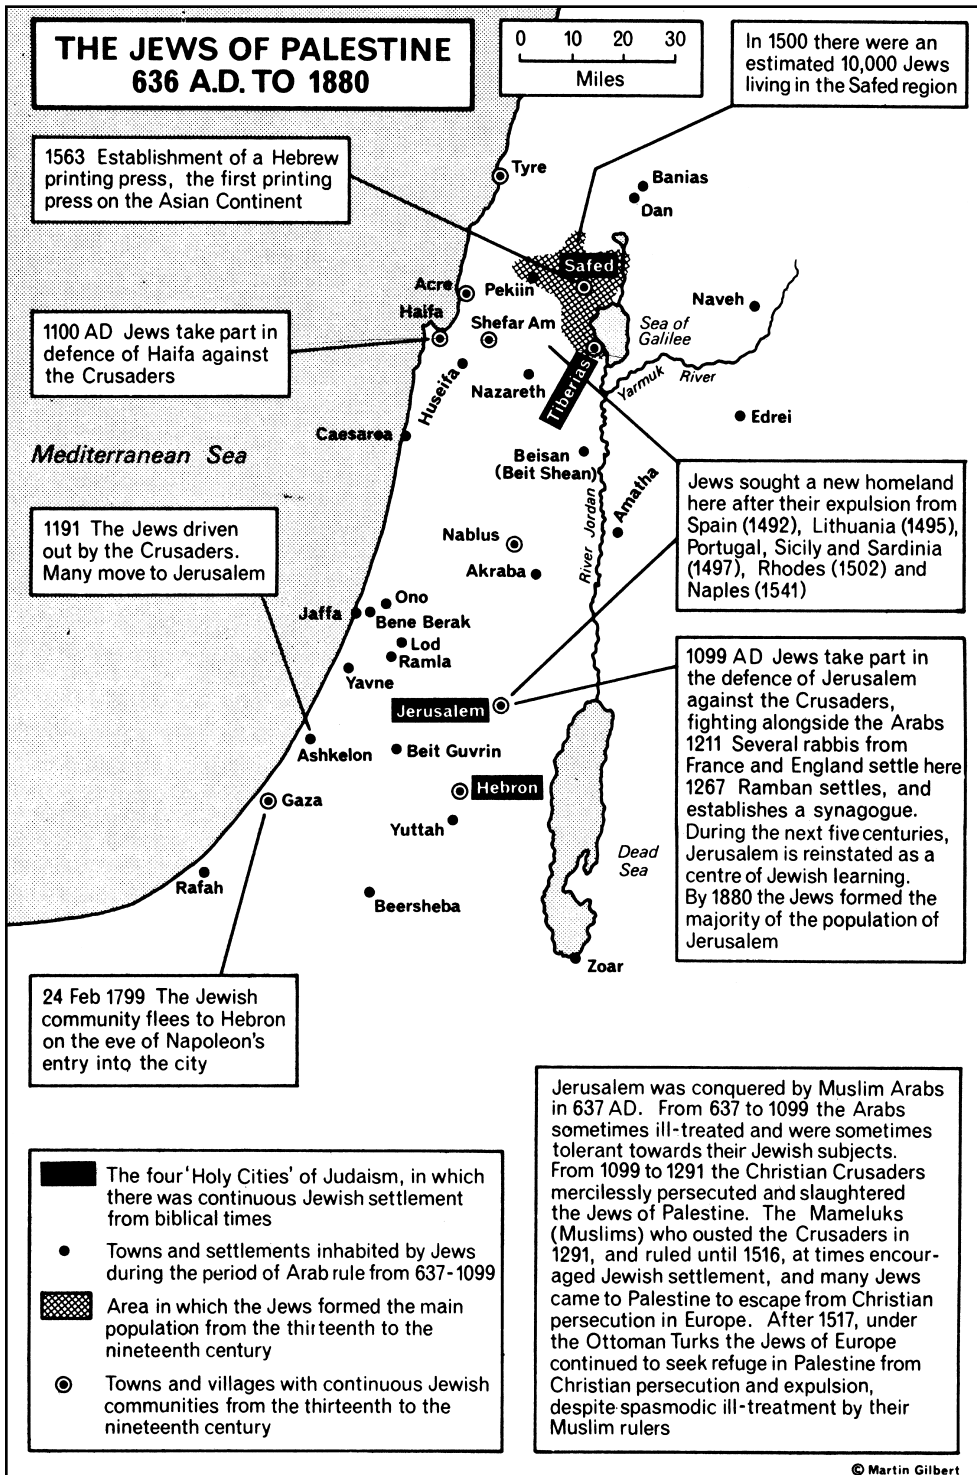 THE JEWS OF PALESTINE
636 A.D. TO 1880
0 10 20 30
Miles
In 1500 there were an
estimated 10,000 Jews
living in the Safed region
1563 Establishment of a Hebrew
printing press, the first printing
press on the Asian Continent
Tyre
Banias
Dan
Safed
Acre
Pekiin
Naveh
Haifa
Shefar Am
Sea of
Galilee
1100 AD Jews take part in
defence of Haifa against
the Crusaders
Huseifa
Nazareth
Tiberias
Yarmuk River
Caesarea
Edrei
Mediterranean Sea
Beisan
(Beit Shean)
Amatha
River Jordan
Jews sought a new homeland
here after their expulsion from
Spain (1492), Lithuania (1495),
Portugal, Sicily and Sardinia
(1497), Rhodes (1502) and
Naples (1541)
1191 The Jews driven
out by the Crusaders.
Many move to Jerusalem
Nablus
Akraba
Ono
Jaffa
Bene Berak
Lod
Ramla
Yavne
Jerusalem
1099 AD Jews take part in
the defence of Jerusalem
against the Crusaders,
fighting alongside the Arabs
1211 Several rabbis from
France and England settle here
1267 Ramban settles, and
establishes a synagogue.
During the next five centuries,
Jerusalem is reinstated as a
centre of Jewish learning.
By 1880 the Jews formed the
majority of the population of
Jerusalem
Ashkelon
Beit Guvrin
Hebron
Gaza
Yuttah
Dead
Sea
Rafah
Beersheba
Zoar
24 Feb 1799 The Jewish
community flees to Hebron
on the eve of Napoleon's
entry into the city
The four 'Holy Cities' of Judaism, in which
there was continuous Jewish settlement
from biblical times
Towns and settlements inhabited by Jews
during the period of Arab rule from 637-1099
Area in which the Jews formed the main
population from the thirteenth to the
nineteenth century
Towns and villages with continuous Jewish
communities from the thirteenth to the
nineteenth century
Jerusalem was conquered by Muslim Arabs
in 637 AD. From 637 to 1099 the Arabs
sometimes ill-treated and were sometimes
tolerant towards their Jewish subjects.
From 1099 to 1291 the Christian Crusaders
mercilessly persecuted and slaughtered
the Jews of Palestine. The Mameluks
(Muslims) who ousted the Crusaders in
1291, and ruled until 1516, at times encour-
aged Jewish settlement, and many Jews
came to Palestine to escape from Christian
persecution in Europe. After 1517, under
the Ottoman Turks the Jews of Europe
continued to seek refuge in Palestine from
Christian persecution and expulsion,
despite spasmodic ill-treatment by their
Muslim rulers
© Martin Gilbert